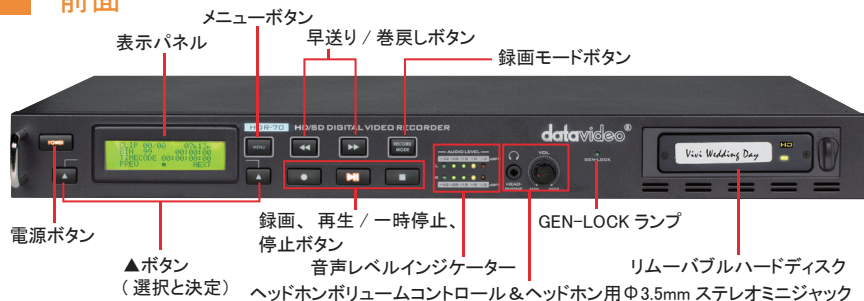 前面
メニューボタン
表示パネル
早送り / 巻戻しボタン
録画モードボタン
HDR-70 HD/SD DIGITAL VIDEO RECORDER
datavideo®
POWER
CLIP 00/00
BIN 99 00:00:00
TIMECODE 00:00:00:00
PREV NEXT
MENU
RECORD MODE
AUDIO LEVEL
VOL
HEAD PHONE
MIN MAX
GEN-LOCK
Vivi Wedding Day
HD
電源ボタン
▲ボタン
( 選択と決定 )
録画、 再生 / 一時停止、
停止ボタン
GEN-LOCK ランプ
音声レベルインジケーター
リムーバブルハードディスク
ヘッドホンボリュームコントロール&ヘッドホン用Φ3.5mm ステレオミニジャック